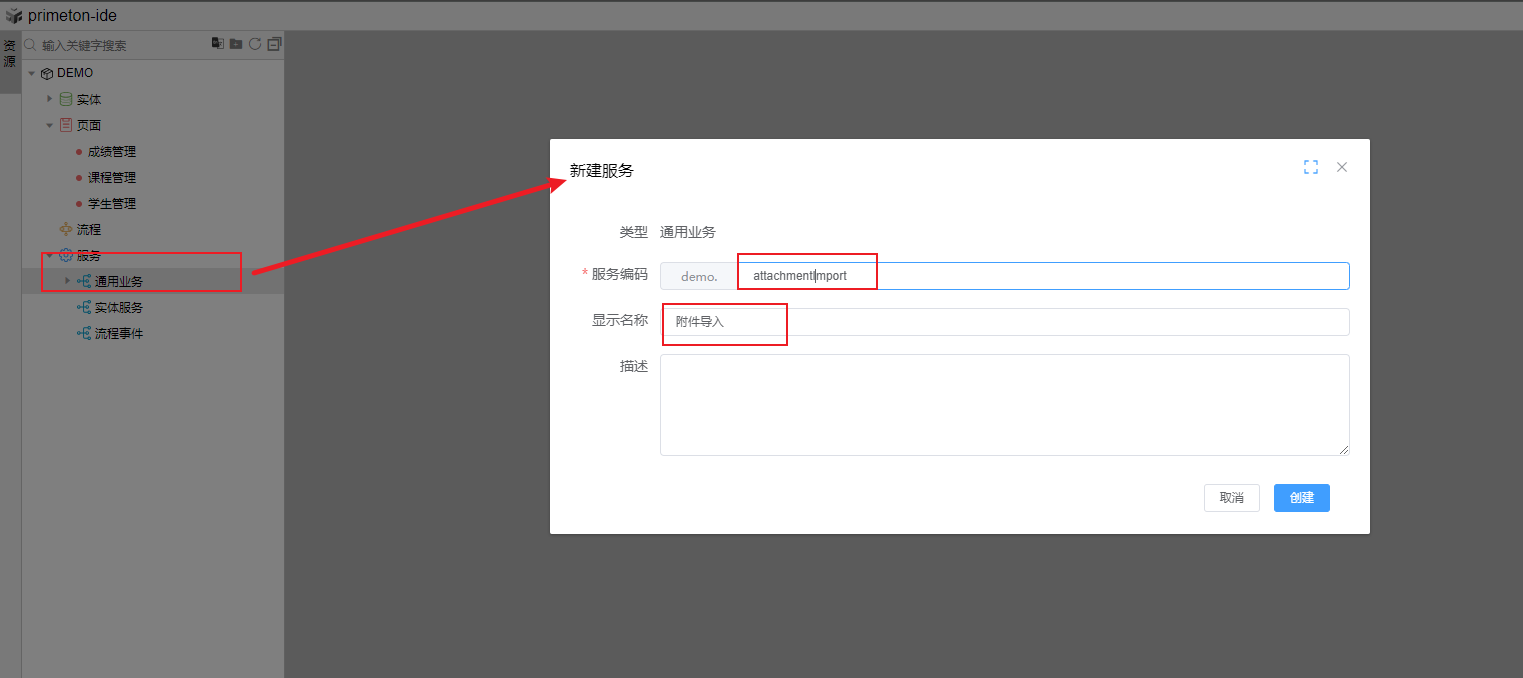 primeton-ide
资源
输入关键字搜索
DEMO
实体
页面
成绩管理
课程管理
学生管理
流程
服务
通用业务
实体服务
流程事件
新建服务
类型 通用业务
* 服务编码 demo. attachmentImport
显示名称 附件导入
描述
取消 创建